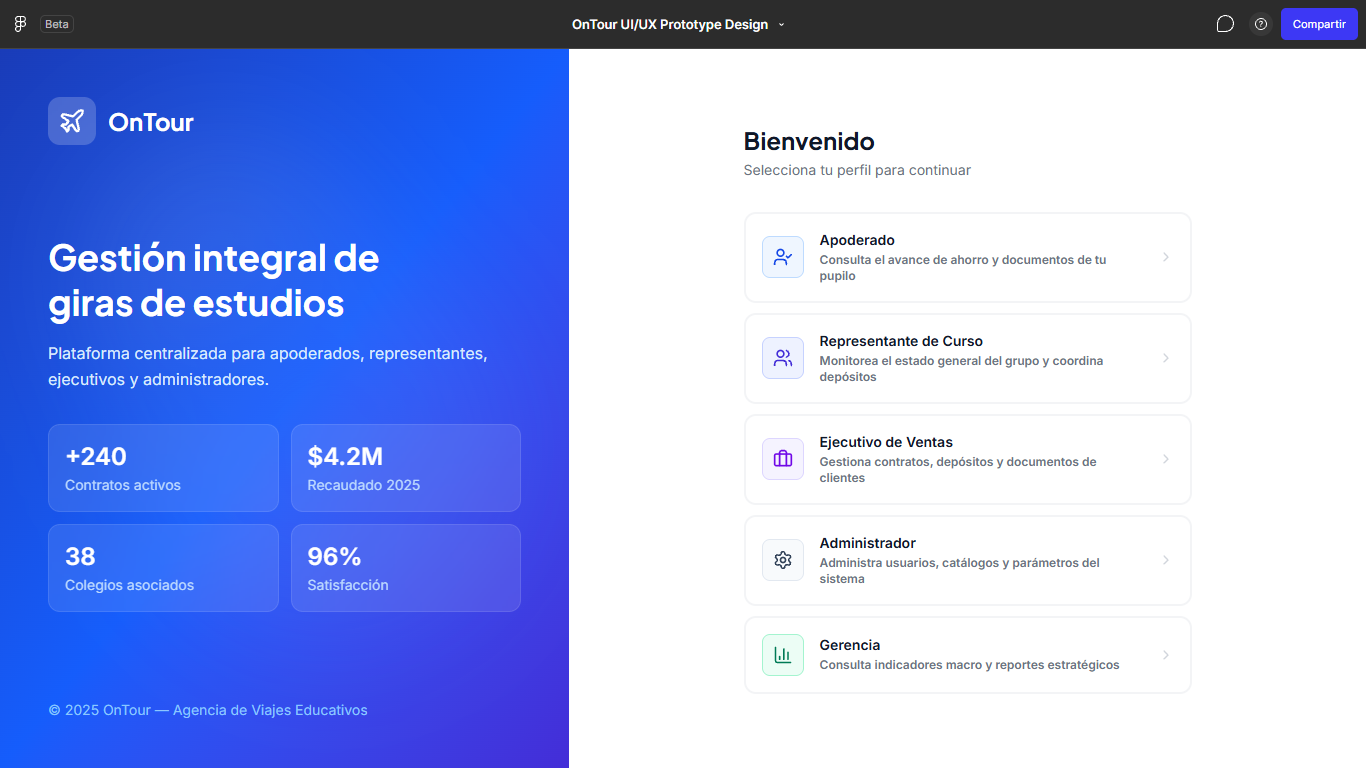 Beta
OnTour UI/UX Prototype Design
Compartir
OnTour
Gestión integral de
giras de estudios
Plataforma centralizada para apoderados, representantes,
ejecutivos y administradores.
+240
Contratos activos
$4.2M
Recaudado 2025
38
Colegios asociados
96%
Satisfacción
© 2025 OnTour — Agencia de Viajes Educativos
Bienvenido
Selecciona tu perfil para continuar
Apoderado
Consulta el avance de ahorro y documentos de tu
pupilo
Representante de Curso
Monitorea el estado general del grupo y coordina
depósitos
Ejecutivo de Ventas
Gestiona contratos, depósitos y documentos de
clientes
Administrador
Administra usuarios, catálogos y parámetros del
sistema
Gerencia
Consulta indicadores macro y reportes estratégicos